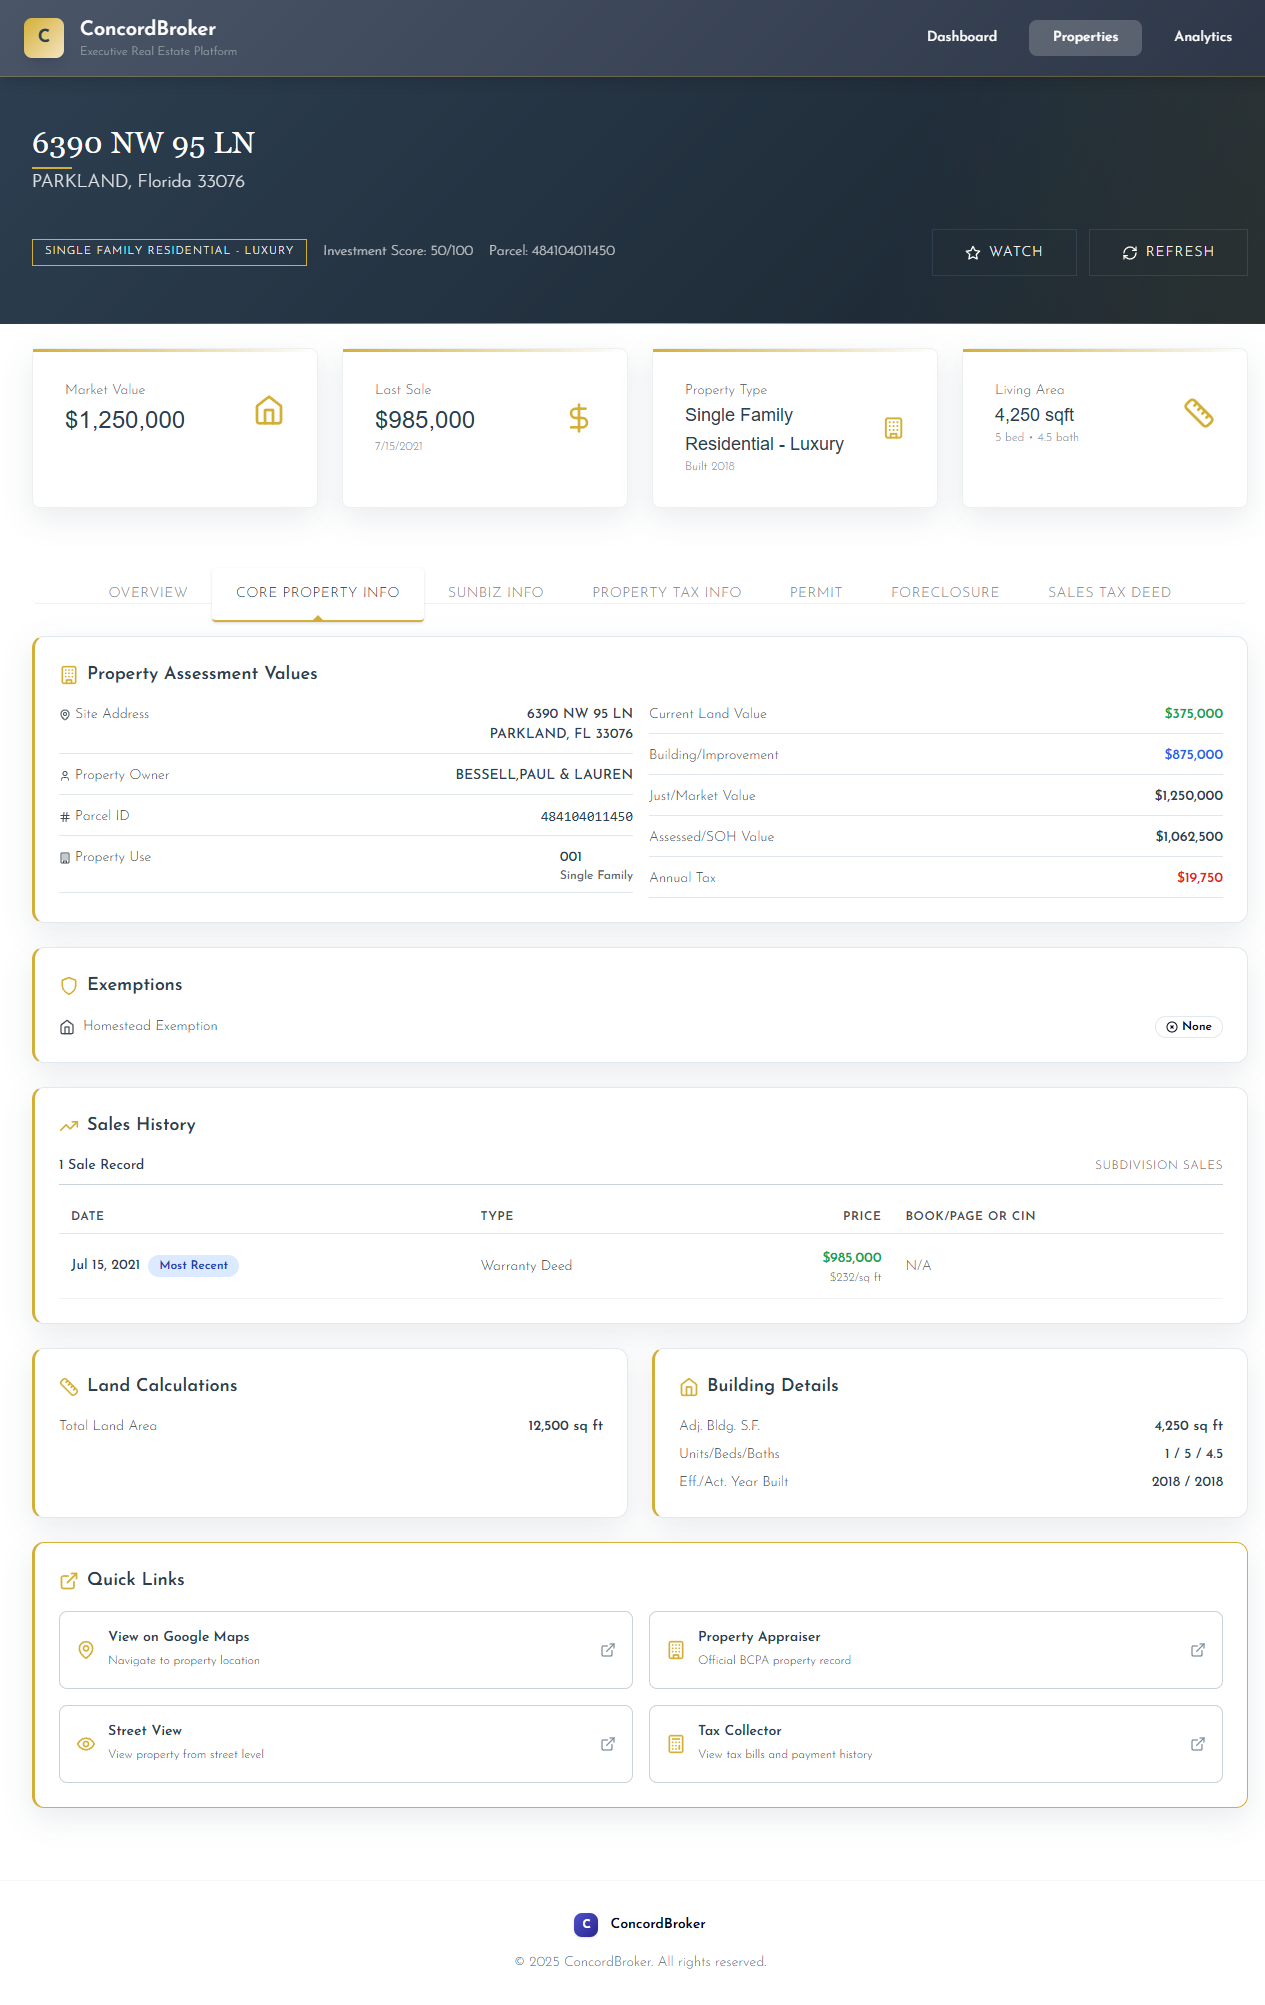 C
ConcordBroker
Executive Real Estate Platform
Dashboard
Properties
Analytics
6390 NW 95 LN
PARKLAND, Florida 33076
SINGLE FAMILY RESIDENTIAL - LUXURY
Investment Score: 50/100
Parcel: 484104011450
WATCH
REFRESH
Market Value
$1,250,000
Last Sale
$985,000
7/15/2021
Property Type
Single Family
Residential - Luxury
Built 2018
Living Area
4,250 sqft
5 bed • 4.5 bath
OVERVIEW
CORE PROPERTY INFO
SUNBIZ INFO
PROPERTY TAX INFO
PERMIT
FORECLOSURE
SALES TAX DEED
Property Assessment Values
Site Address
6390 NW 95 LN
PARKLAND, FL 33076
Property Owner
BESSELL,PAUL & LAUREN
Parcel ID
484104011450
Property Use
001
Single Family
Current Land Value
$375,000
Building/Improvement
$875,000
Just/Market Value
$1,250,000
Assessed/SOH Value
$1,062,500
Annual Tax
$19,750
Exemptions
Homestead Exemption
None
Sales History
1 Sale Record
SUBDIVISION SALES
DATE
TYPE
PRICE
BOOK/PAGE OR CIN
Jul 15, 2021
Most Recent
Warranty Deed
$985,000
$232/sq ft
N/A
Land Calculations
Total Land Area
12,500 sq ft
Building Details
Adj. Bldg. S.F.
4,250 sq ft
Units/Beds/Baths
1 / 5 / 4.5
Eff./Act. Year Built
2018 / 2018
Quick Links
View on Google Maps
Navigate to property location
Property Appraiser
Official BCPA property record
Street View
View property from street level
Tax Collector
View tax bills and payment history
C
ConcordBroker
© 2025 ConcordBroker. All rights reserved.